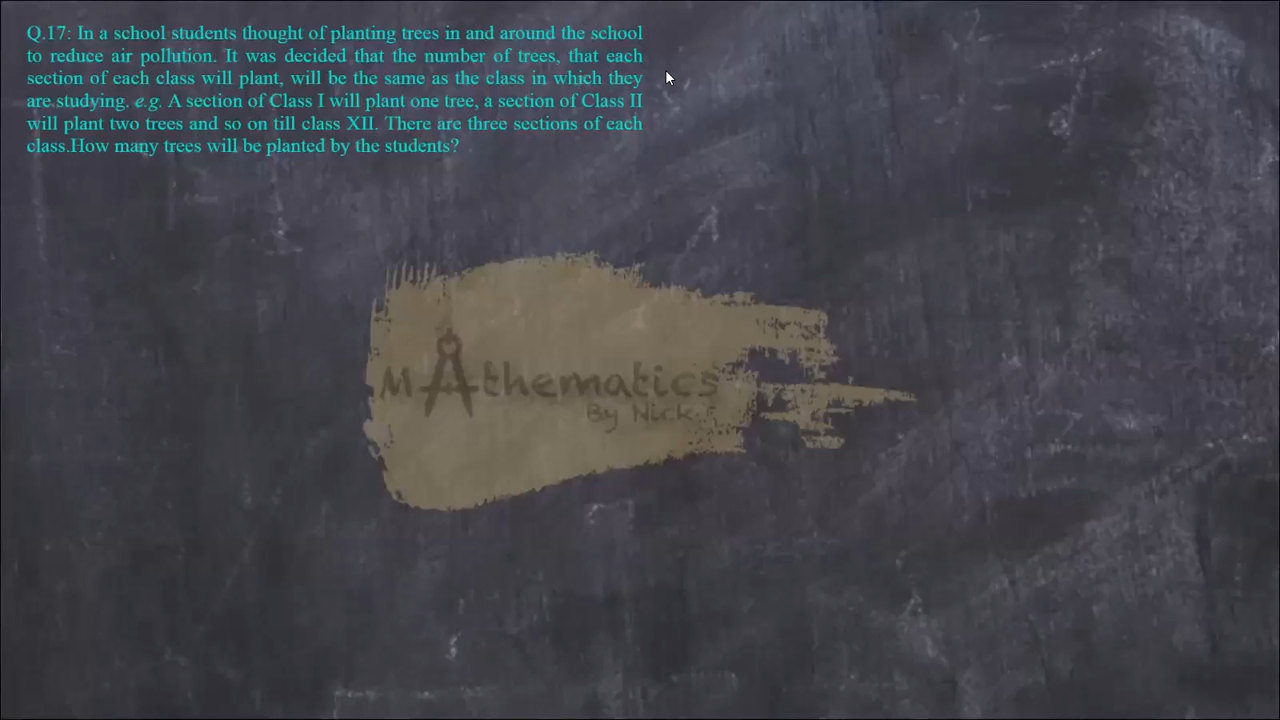 Q.17: In a school students thought of planting trees in and around the school
to reduce air pollution. It was decided that the number of trees, that each
section of each class will plant, will be the same as the class in which they
are studying. e.g. A section of Class I will plant one tree, a section of Class II
will plant two trees and so on till class XII. There are three sections of each
class.How many trees will be planted by the students?
Mathematics
By Nick